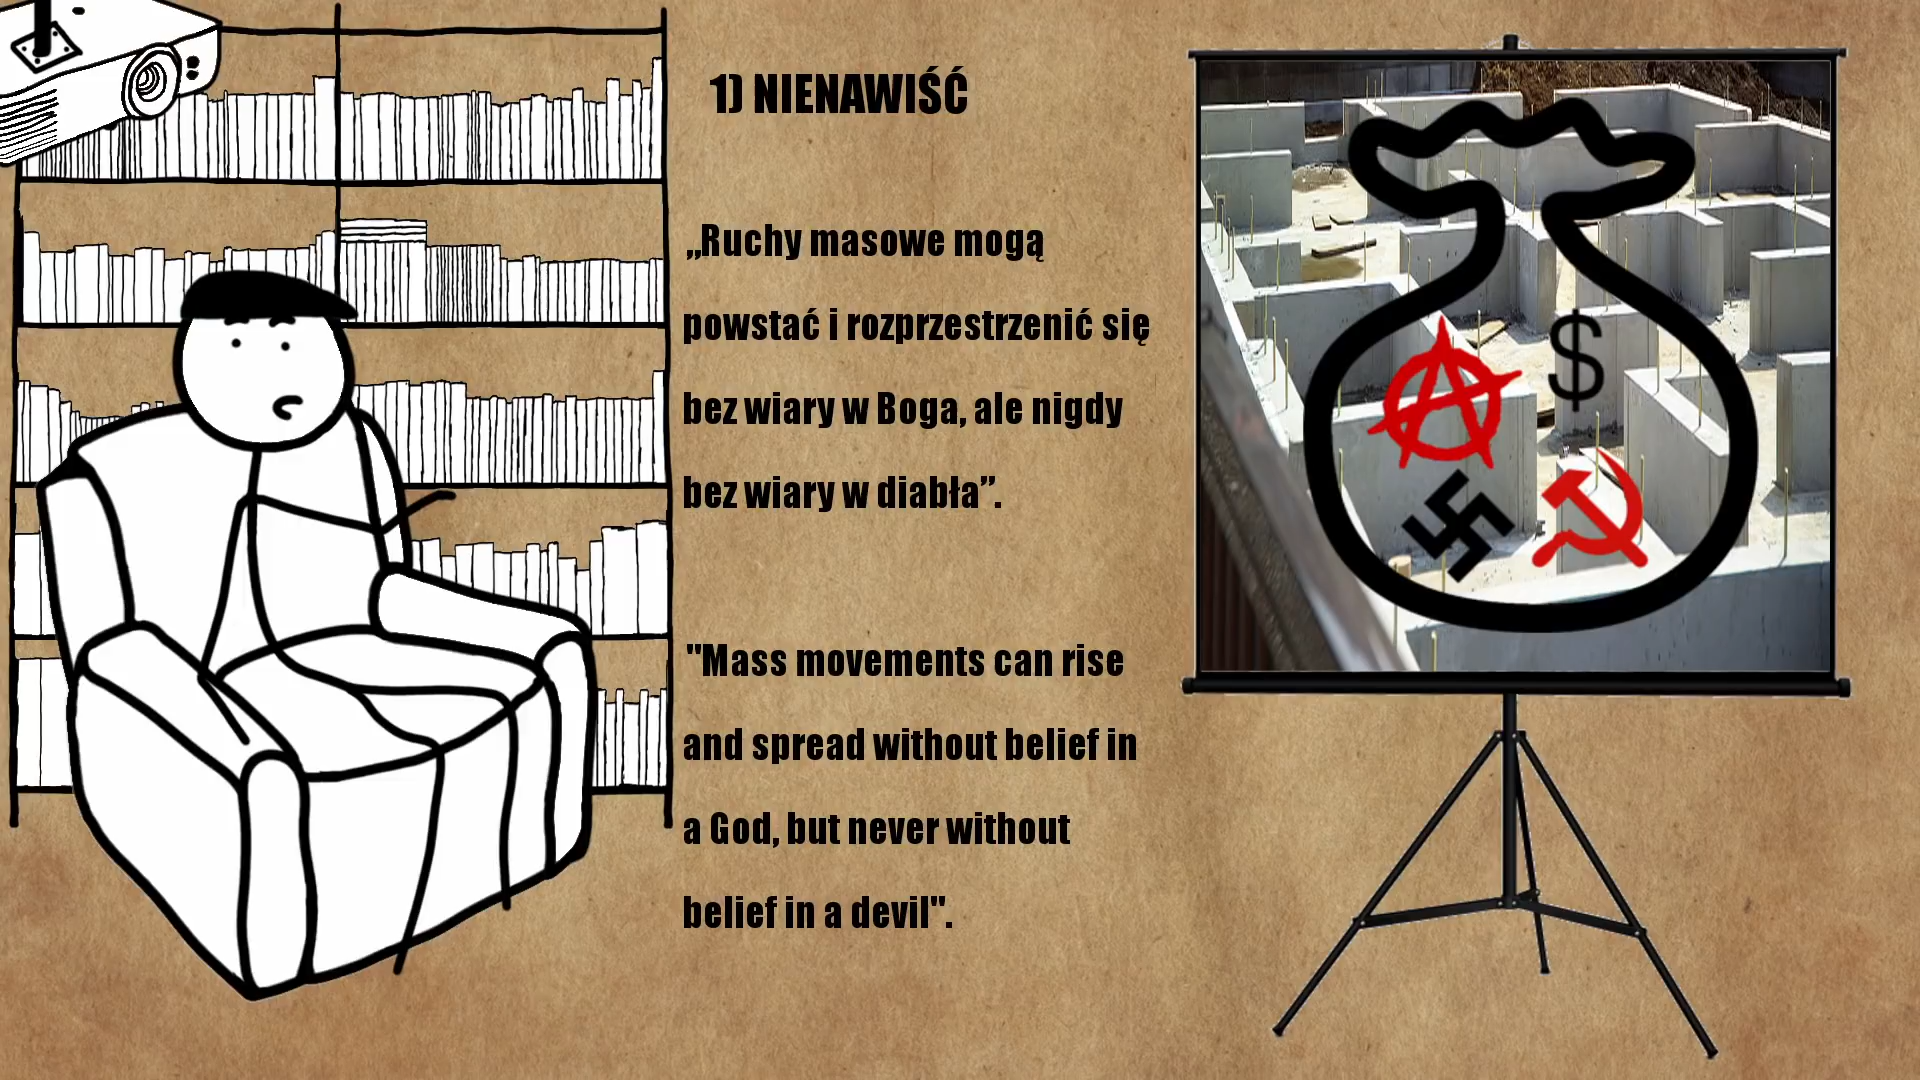 1) NIENAWIŚĆ
„Ruchy masowe mogą
powstać i rozprzestrzenić się
bez wiary w Boga, ale nigdy
bez wiary w diabła”.
"Mass movements can rise
and spread without belief in
a God, but never without
belief in a devil".
$